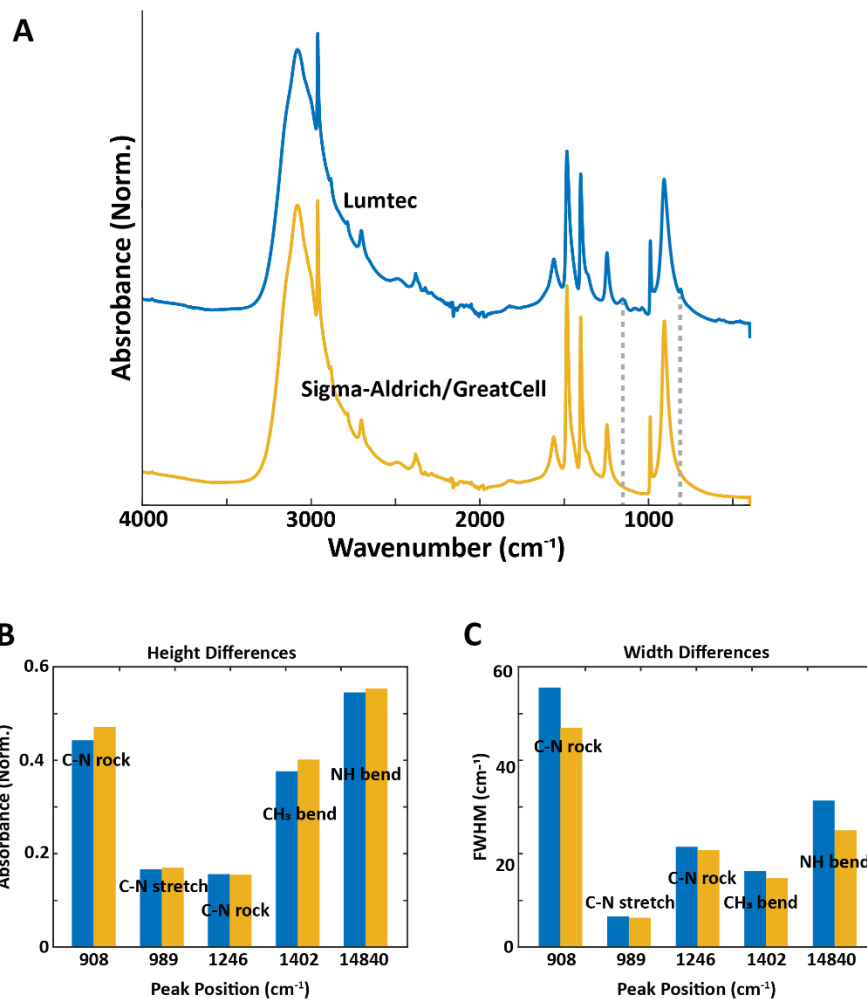 A
Absrobance (Norm.)
Lumtec
Sigma-Aldrich/GreatCell
4000 3000 2000 1000
Wavenumber (cm⁻¹)
B
Height Differences
Absorbance (Norm.)
0.6
0.4
0.2
0
C-N rock
C-N stretch
C-N rock
CH₃ bend
NH bend
908 989 1246 1402 14840
Peak Position (cm⁻¹)
C
Width Differences
FWHM (cm⁻¹)
60
40
20
0
C-N rock
C-N stretch
C-N rock
CH₃ bend
NH bend
908 989 1246 1402 14840
Peak Position (cm⁻¹)